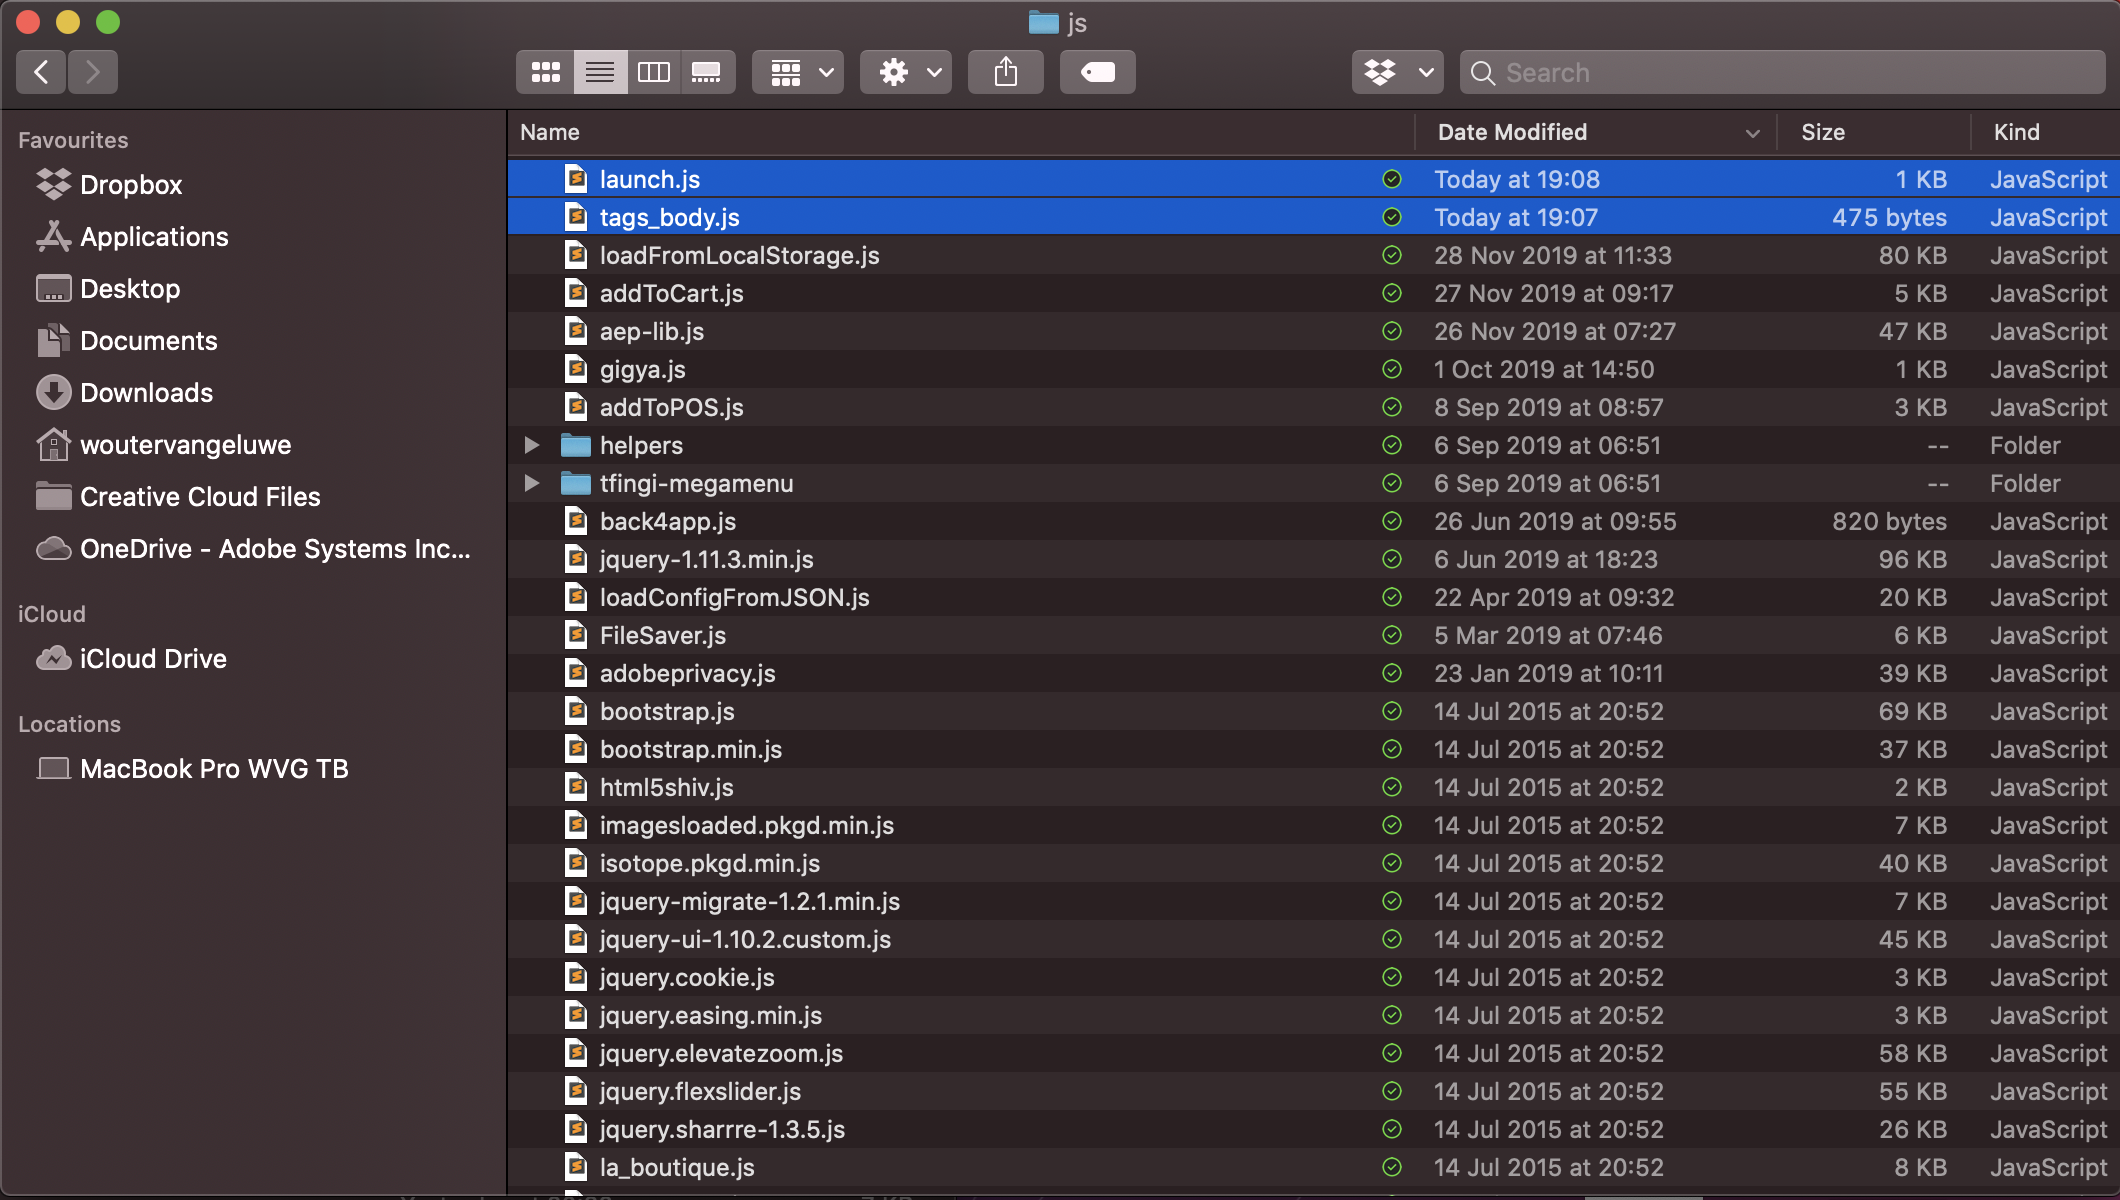 js
Search
Favourites
Dropbox
Applications
Desktop
Documents
Downloads
woutervangeluwe
Creative Cloud Files
OneDrive - Adobe Systems Inc...
iCloud
iCloud Drive
Locations
MacBook Pro WVG TB
Name Date Modified Size Kind
launch.js Today at 19:08 1 KB JavaScript
tags_body.js Today at 19:07 475 bytes JavaScript
loadFromLocalStorage.js 28 Nov 2019 at 11:33 80 KB JavaScript
addToCart.js 27 Nov 2019 at 09:17 5 KB JavaScript
aep-lib.js 26 Nov 2019 at 07:27 47 KB JavaScript
gigya.js 1 Oct 2019 at 14:50 1 KB JavaScript
addToPOS.js 8 Sep 2019 at 08:57 3 KB JavaScript
helpers 6 Sep 2019 at 06:51 -- Folder
tfingi-megamenu 6 Sep 2019 at 06:51 -- Folder
back4app.js 26 Jun 2019 at 09:55 820 bytes JavaScript
jquery-1.11.3.min.js 6 Jun 2019 at 18:23 96 KB JavaScript
loadConfigFromJSON.js 22 Apr 2019 at 09:32 20 KB JavaScript
FileSaver.js 5 Mar 2019 at 07:46 6 KB JavaScript
adobeprivacy.js 23 Jan 2019 at 10:11 39 KB JavaScript
bootstrap.js 14 Jul 2015 at 20:52 69 KB JavaScript
bootstrap.min.js 14 Jul 2015 at 20:52 37 KB JavaScript
html5shiv.js 14 Jul 2015 at 20:52 2 KB JavaScript
imagesloaded.pkgd.min.js 14 Jul 2015 at 20:52 7 KB JavaScript
isotope.pkgd.min.js 14 Jul 2015 at 20:52 40 KB JavaScript
jquery-migrate-1.2.1.min.js 14 Jul 2015 at 20:52 7 KB JavaScript
jquery-ui-1.10.2.custom.js 14 Jul 2015 at 20:52 45 KB JavaScript
jquery.cookie.js 14 Jul 2015 at 20:52 3 KB JavaScript
jquery.easing.min.js 14 Jul 2015 at 20:52 3 KB JavaScript
jquery.elevatezoom.js 14 Jul 2015 at 20:52 58 KB JavaScript
jquery.flexslider.js 14 Jul 2015 at 20:52 55 KB JavaScript
jquery.sharrre-1.3.5.js 14 Jul 2015 at 20:52 26 KB JavaScript
la_boutique.js 14 Jul 2015 at 20:52 8 KB JavaScript